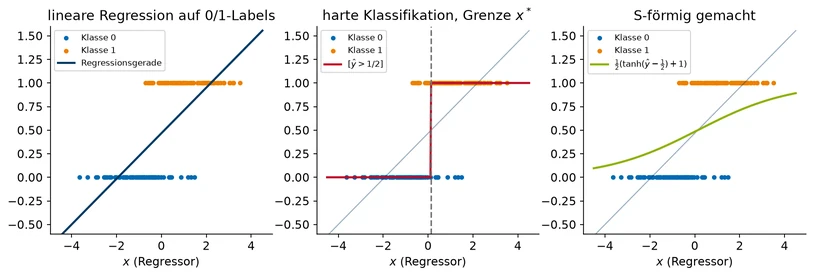 lineare Regression auf 0/1-Labels
Klasse 0
Klasse 1
Regressionsgerade
1.50
1.25
1.00
0.75
0.50
0.25
0.00
−0.25
−0.50
−4 −2 0 2 4
x (Regressor)
harte Klassifikation, Grenze x*
Klasse 0
Klasse 1
[ŷ > 1/2]
1.50
1.25
1.00
0.75
0.50
0.25
0.00
−0.25
−0.50
−4 −2 0 2 4
x (Regressor)
S-förmig gemacht
Klasse 0
Klasse 1
½(tanh(ŷ − ½) + 1)
1.50
1.25
1.00
0.75
0.50
0.25
0.00
−0.25
−0.50
−4 −2 0 2 4
x (Regressor)